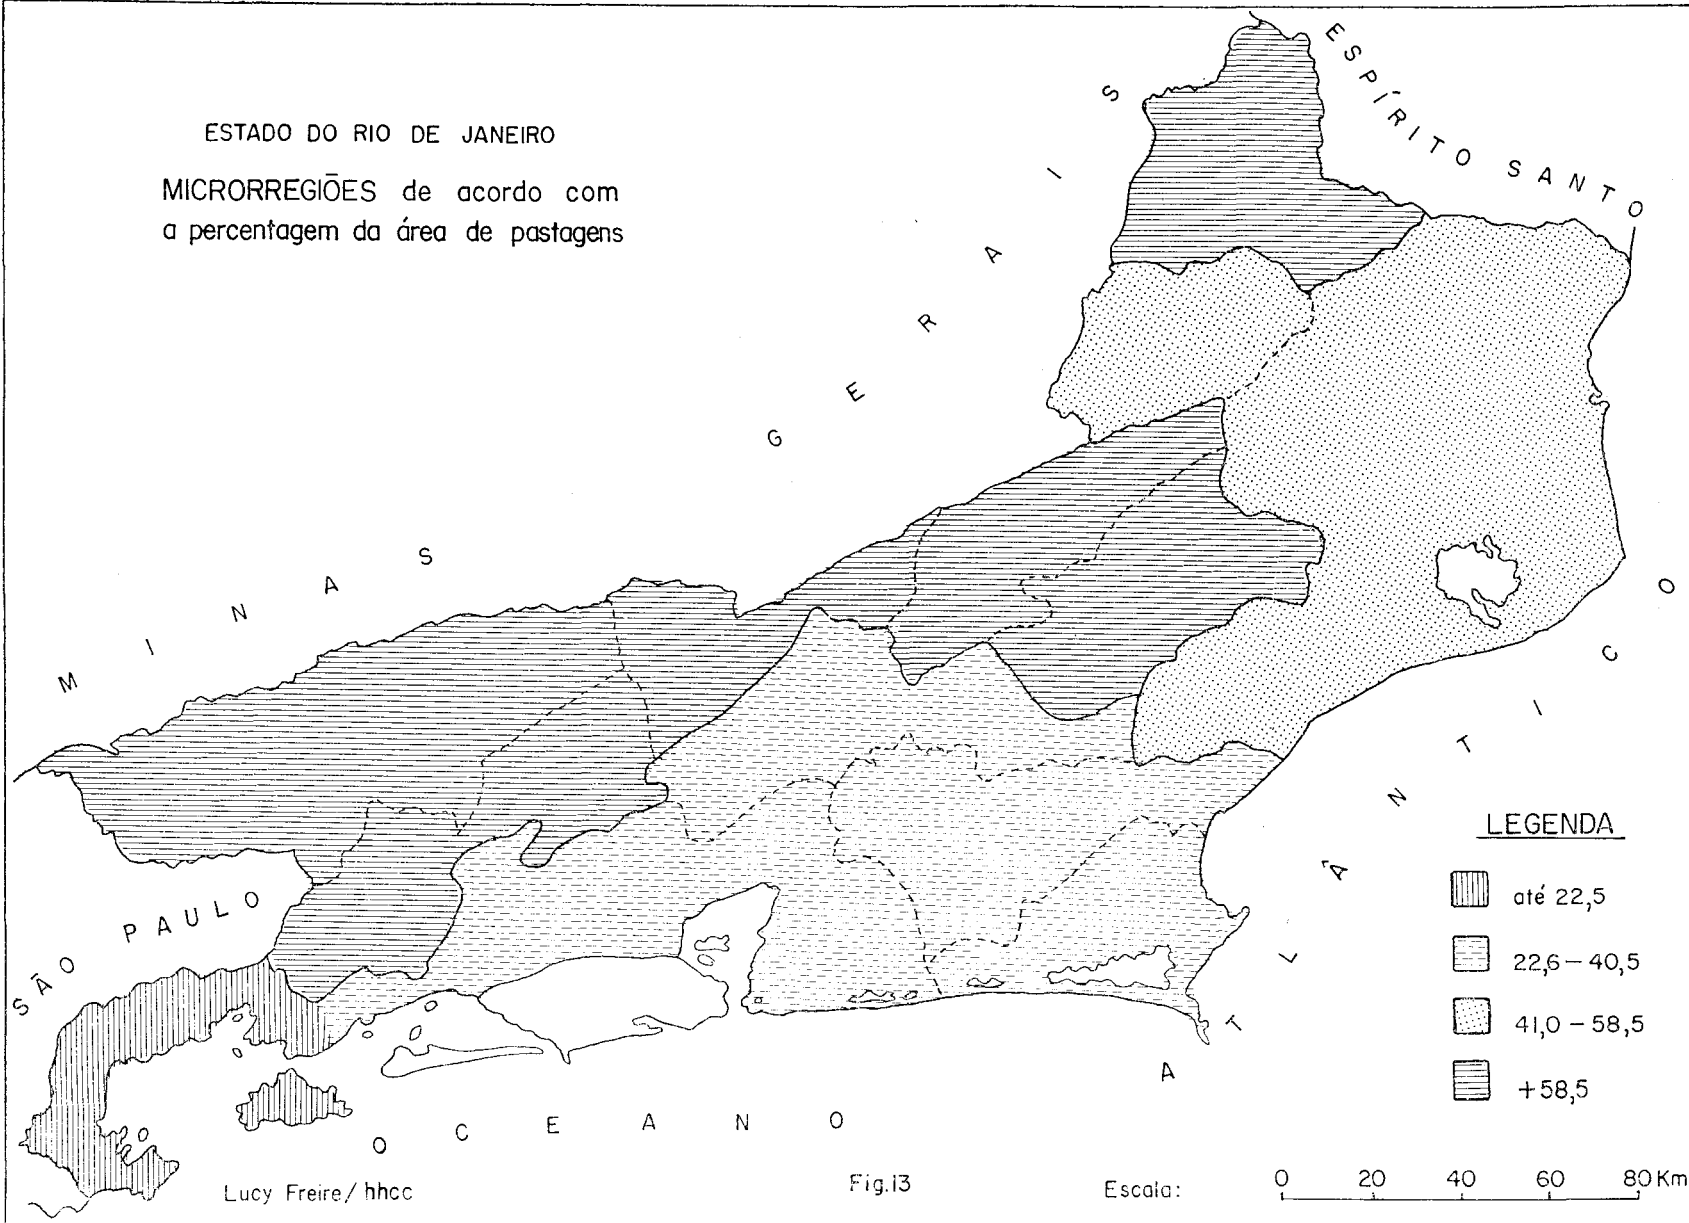 ESTADO DO RIO DE JANEIRO
MICRORREGIÕES de acordo com
a percentagem da área de pastagens
MINAS GERAIS
ESPÍRITO SANTO
SÃO PAULO
OCEANO ATLÂNTICO
LEGENDA
até 22,5
22,6 – 40,5
41,0 – 58,5
+58,5
Lucy Freire / hhcc
Fig.13
Escala:
0 20 40 60 80 Km